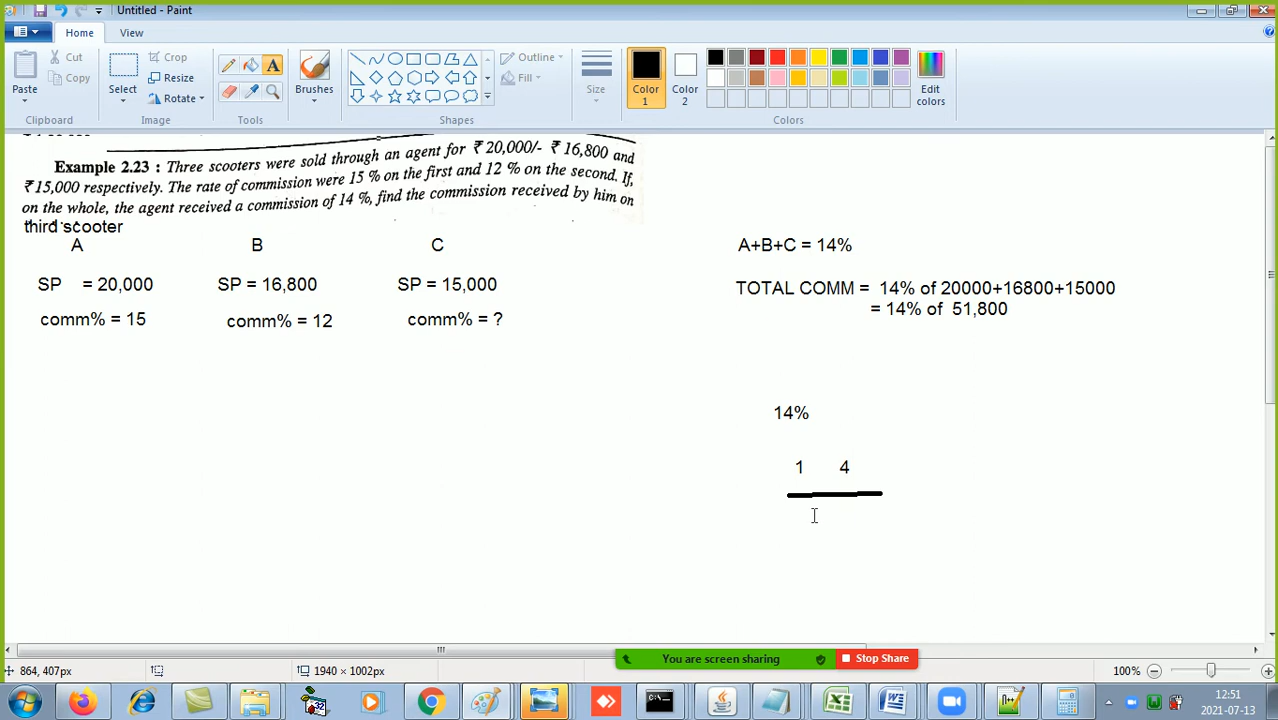 Untitled - Paint
Home
View
Cut
Copy
Paste
Clipboard
Select
Crop
Resize
Rotate
Image
Tools
Brushes
Shapes
Outline
Fill
Size
Color 1
Color 2
Edit colors
Colors
Example 2.23 : Three scooters were sold through an agent for ₹ 20,000/- ₹ 16,800 and
₹ 15,000 respectively. The rate of commission were 15 % on the first and 12 % on the second. If,
on the whole, the agent received a commission of 14 %, find the commission received by him on
third scooter
A
B
C
SP = 20,000
SP = 16,800
SP = 15,000
comm% = 15
comm% = 12
comm% = ?
A+B+C = 14%
TOTAL COMM = 14% of 20000+16800+15000
= 14% of 51,800
14%
1 4
You are screen sharing
Stop Share
864, 407px
1940 × 1002px
100%
32
12:51
2021-07-13